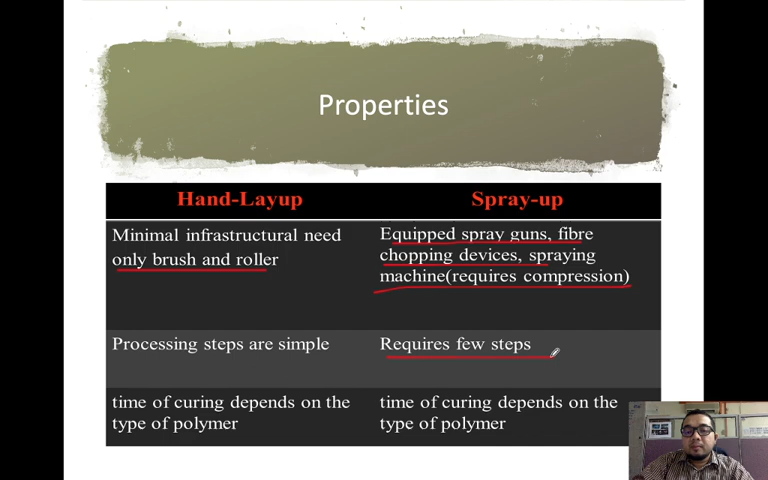 Properties
Hand-Layup
Spray-up
Minimal infrastructural need
only brush and roller
Equipped spray guns, fibre
chopping devices, spraying
machine(requires compression)
Processing steps are simple
Requires few steps
time of curing depends on the
type of polymer
time of curing depends on the
type of polymer